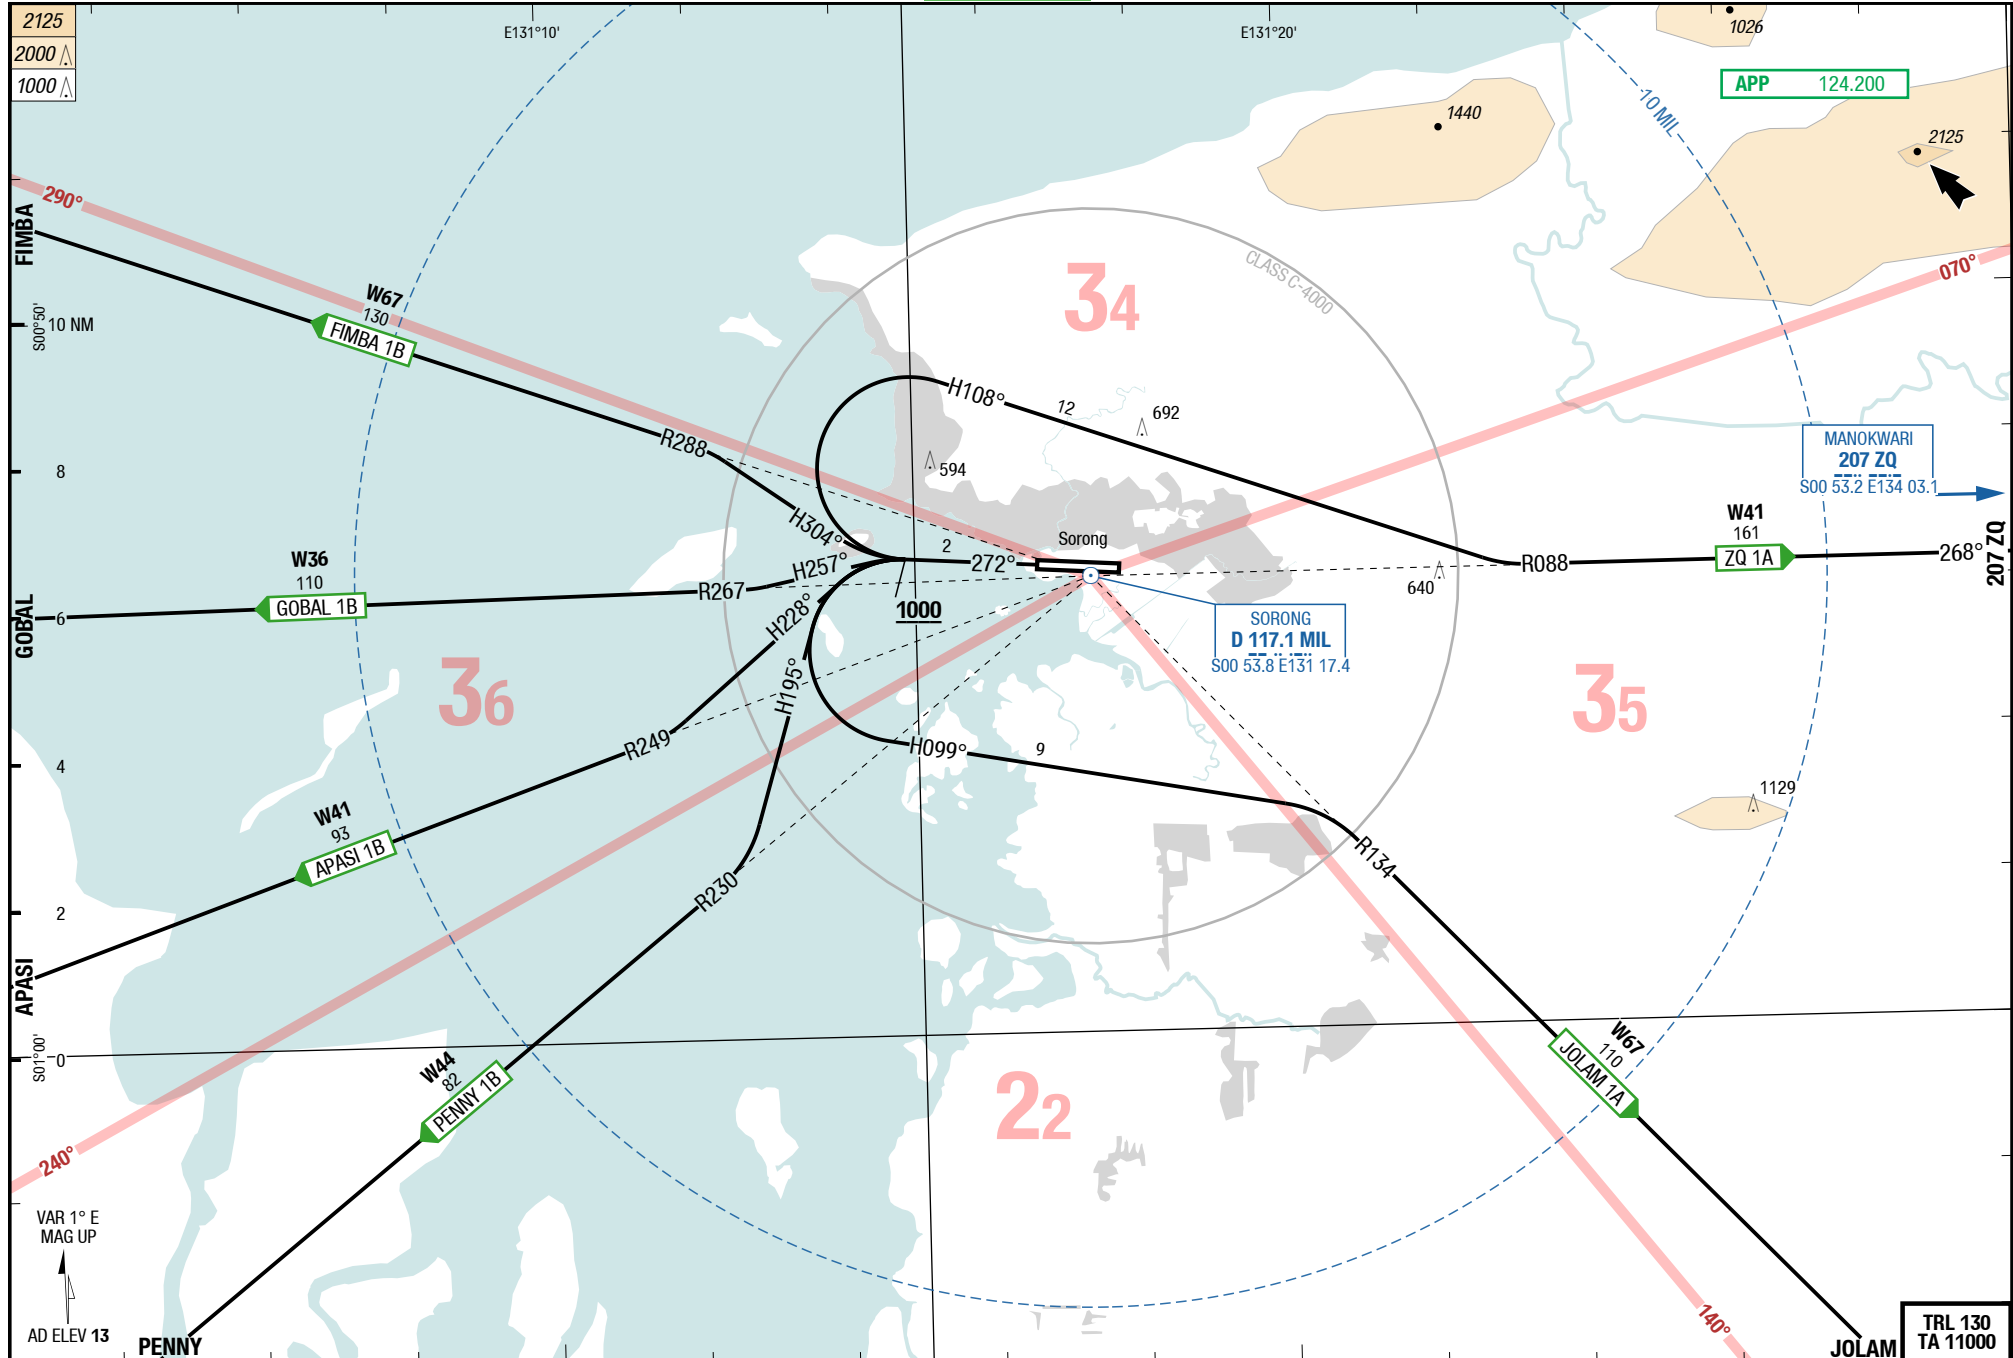 2125
2000
1000
E131°10'
E131°20'
1026
APP 124.200
1440
10 MIL
2125
290°
FIMBA
CLASS C-4000
070°
34
W67
130
FIMBA 1B
S00°50'
10 NM
H108°
12
692
R288
8
594
MANOKWARI
207 ZQ
S00 53.2 E134 03.1
H304°
2
Sorong
W41
161
ZQ 1A
268°
207 ZQ
W36
110
GOBAL 1B
H257°
272°
R088
R267
640
GOBAL
6
H228°
1000
SORONG
D 117.1 MIL
S00 53.8 E131 17.4
36
H195°
35
R249
H099°
9
4
1129
W41
93
APASI 1B
R134
R230
2
APASI
W67
110
JOLAM 1A
S01°00'
0
W44
82
PENNY 1B
22
240°
VAR 1° E
MAG UP
AD ELEV 13
PENNY
140°
JOLAM
TRL 130
TA 11000